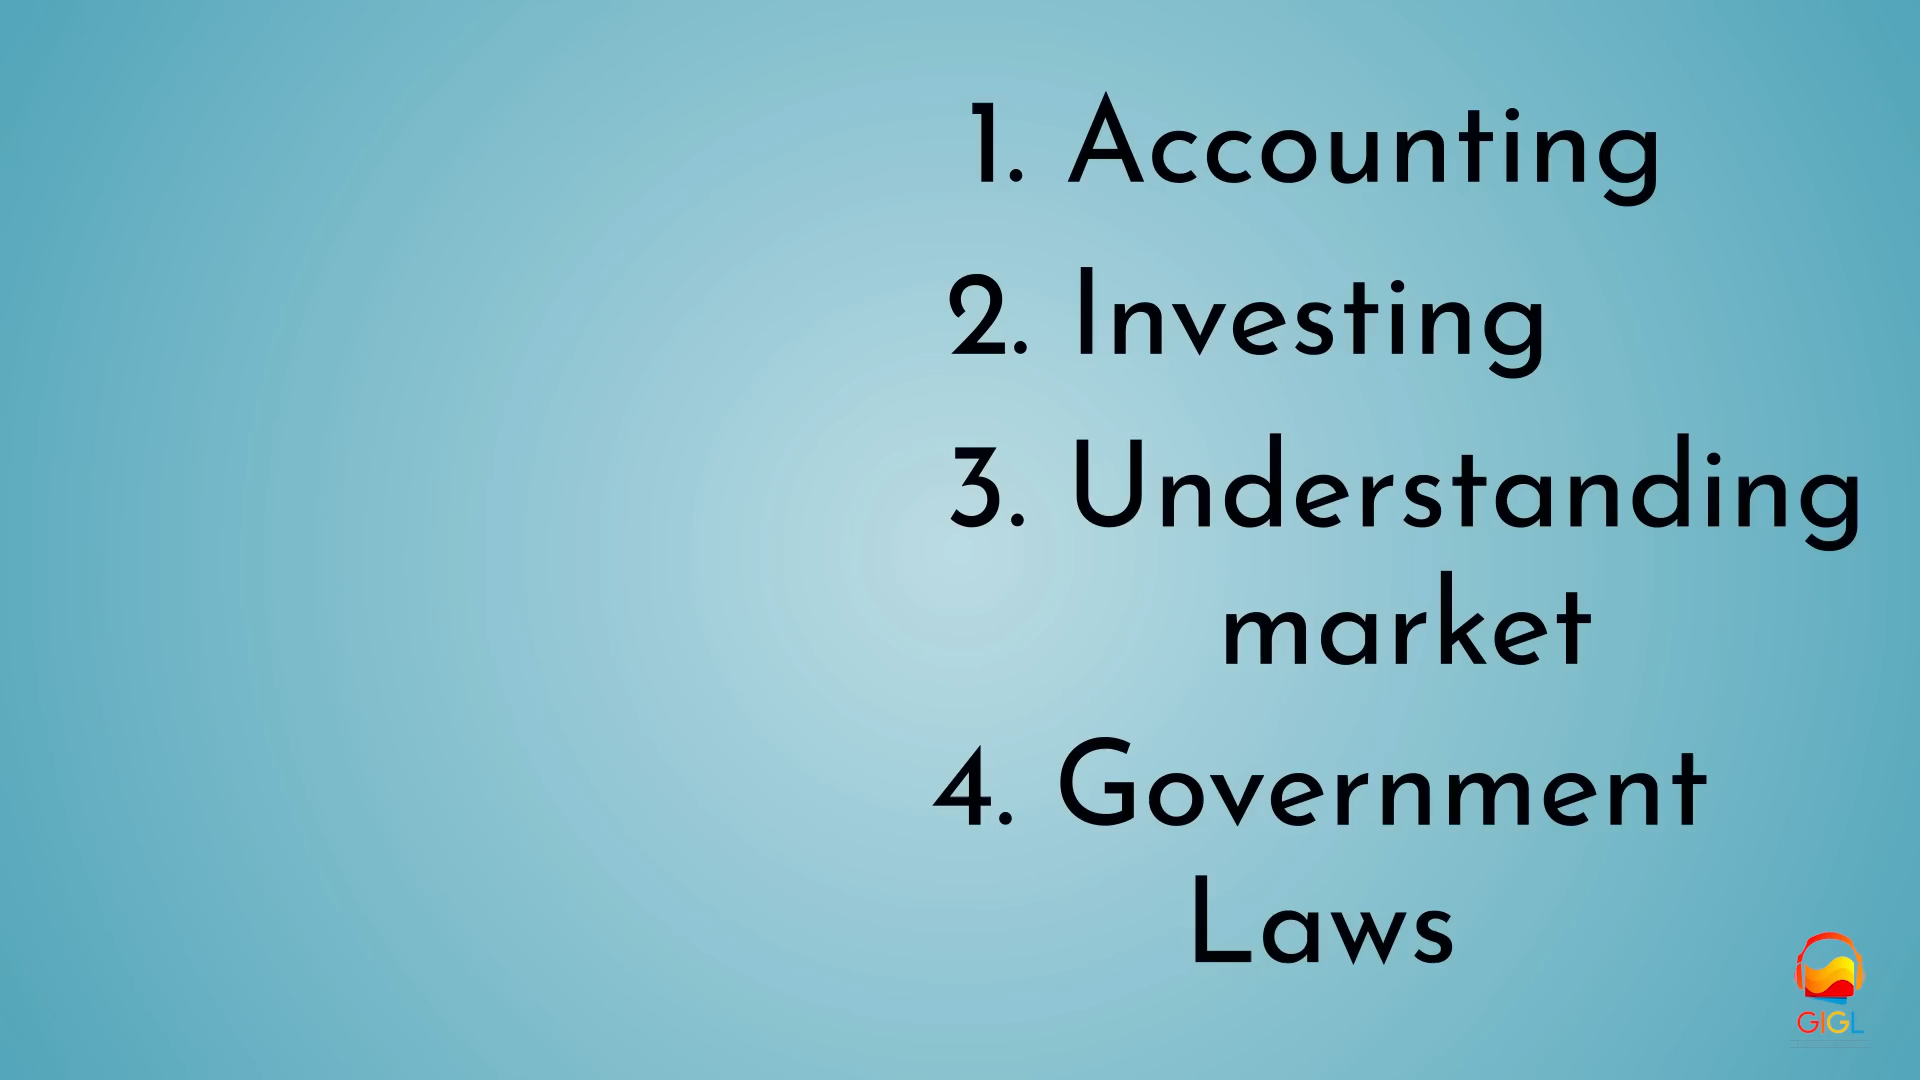 1. Accounting
2. Investing
3. Understanding
market
4. Government
Laws
GIGL